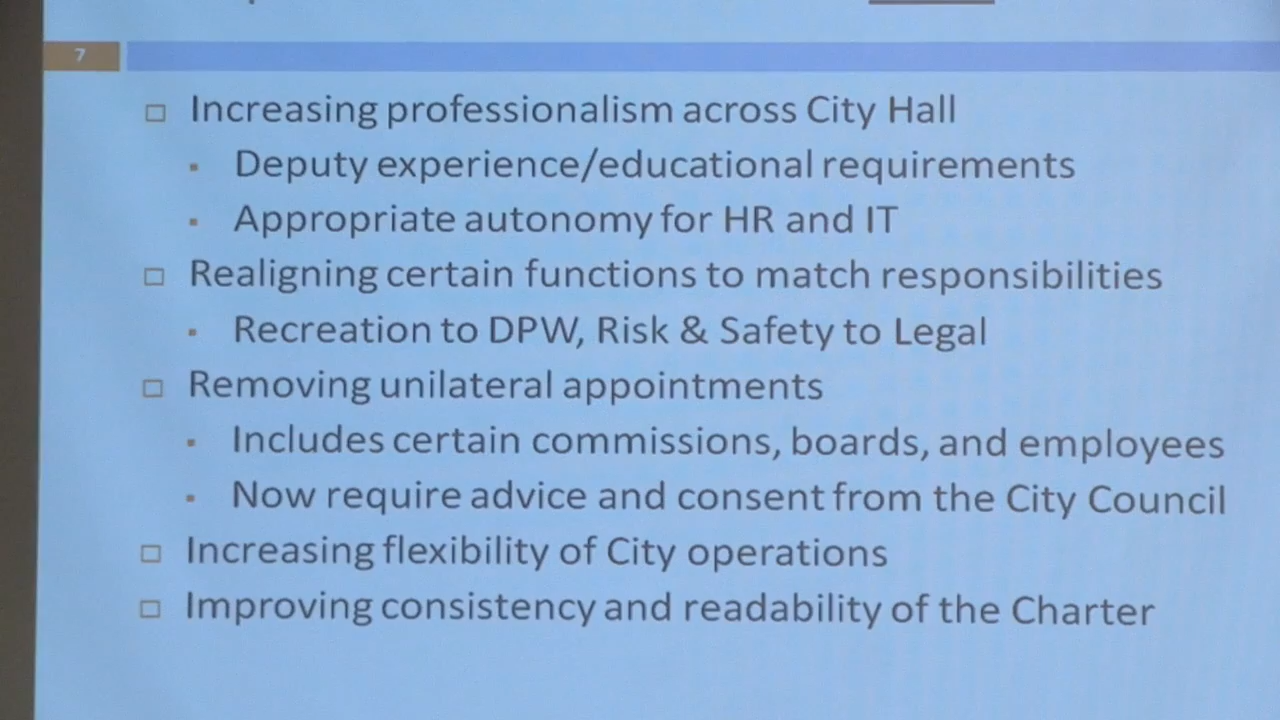 7
Increasing professionalism across City Hall
Deputy experience/educational requirements
Appropriate autonomy for HR and IT
Realigning certain functions to match responsibilities
Recreation to DPW, Risk & Safety to Legal
Removing unilateral appointments
Includes certain commissions, boards, and employees
Now require advice and consent from the City Council
Increasing flexibility of City operations
Improving consistency and readability of the Charter